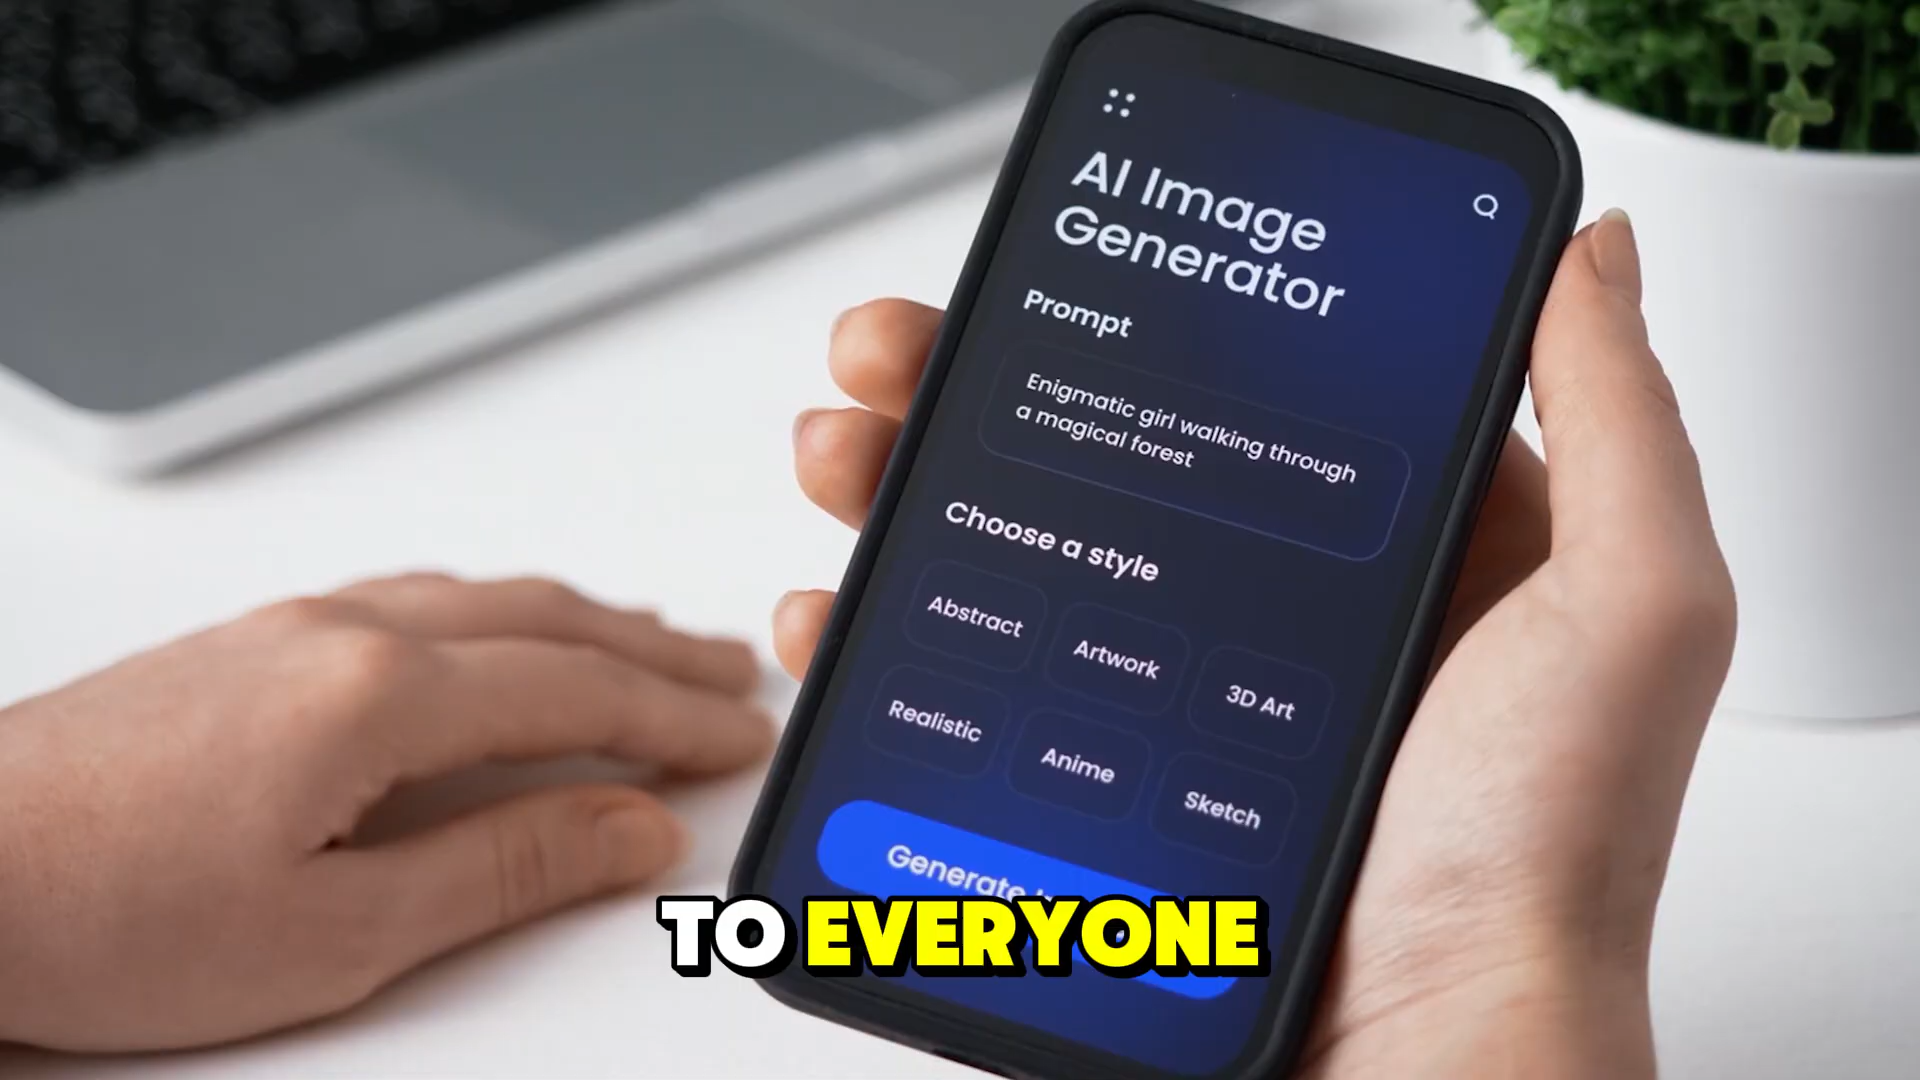 AI Image
Generator
Prompt
Enigmatic girl walking through
a magical forest
Choose a style
Abstract
Artwork
3D Art
Realistic
Anime
Sketch
Generate
TO EVERYONE